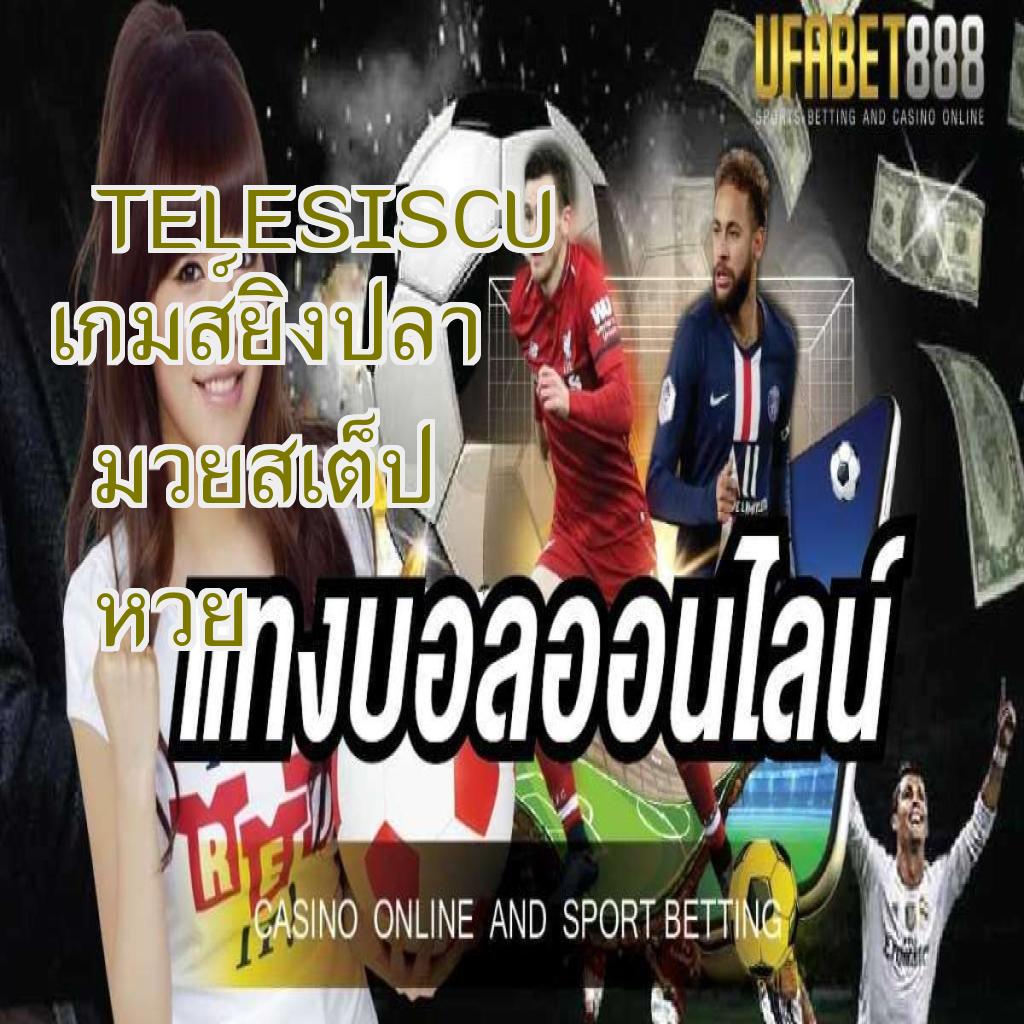 UFABET888
SPORTS BETTING AND CASINO ONLINE
TELESISCU
เกมส์ยิงปลา
มวยสเต็ป
หวย
แทงบอลออนไลน์
CASINO ONLINE AND SPORT BETTING